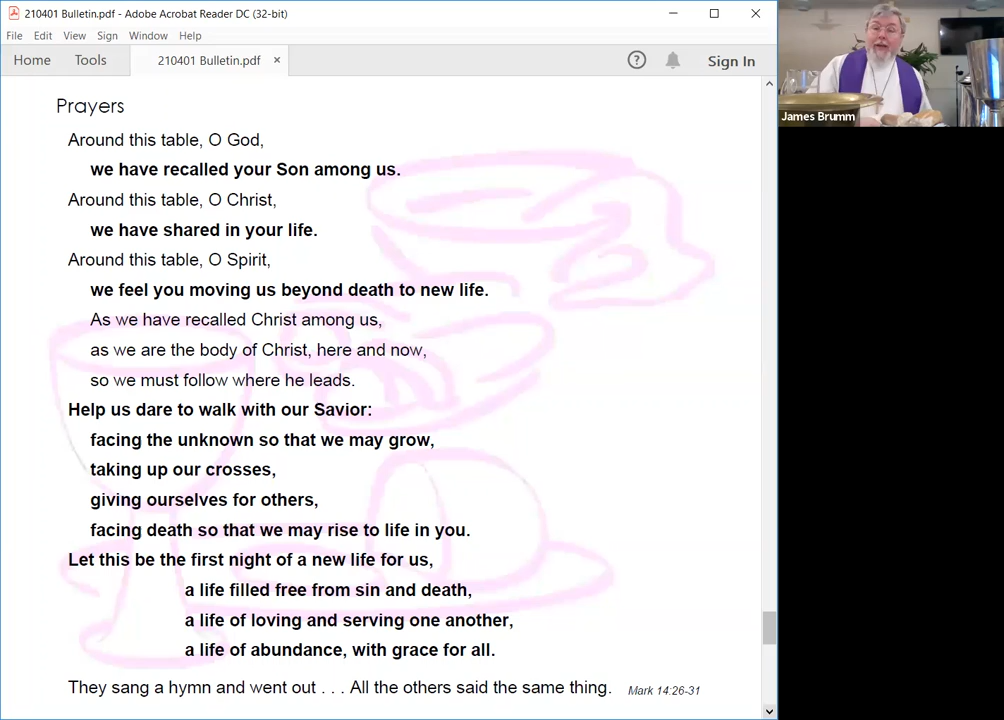 210401 Bulletin.pdf - Adobe Acrobat Reader DC (32-bit)
File Edit View Sign Window Help
Home Tools 210401 Bulletin.pdf × ? Sign In
James Brumm
Prayers
Around this table, O God,
we have recalled your Son among us.
Around this table, O Christ,
we have shared in your life.
Around this table, O Spirit,
we feel you moving us beyond death to new life.
As we have recalled Christ among us,
as we are the body of Christ, here and now,
so we must follow where he leads.
Help us dare to walk with our Savior:
facing the unknown so that we may grow,
taking up our crosses,
giving ourselves for others,
facing death so that we may rise to life in you.
Let this be the first night of a new life for us,
a life filled free from sin and death,
a life of loving and serving one another,
a life of abundance, with grace for all.
They sang a hymn and went out . . . All the others said the same thing. Mark 14:26-31